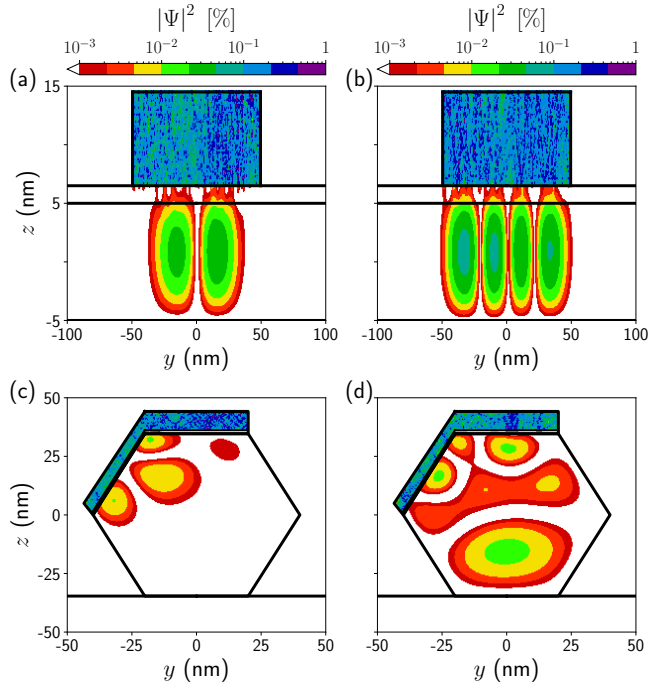 |Ψ|² [%]
|Ψ|² [%]
10⁻³ 10⁻² 10⁻¹ 1
10⁻³ 10⁻² 10⁻¹ 1
(a)
(b)
15
5
-5
z (nm)
-100 -50 0 50 100
-100 -50 0 50 100
y (nm)
y (nm)
(c)
(d)
50
25
0
-25
-50
z (nm)
-50 -25 0 25 50
-50 -25 0 25 50
y (nm)
y (nm)